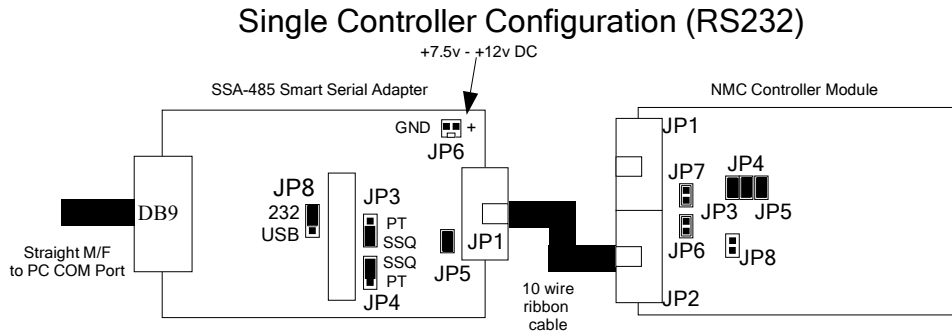 Single Controller Configuration (RS232)
+7.5v - +12v DC
SSA-485 Smart Serial Adapter
NMC Controller Module
GND +
JP6
DB9
JP8
232
USB
JP3
PT
SSQ
SSQ
PT
JP4
JP5
JP1
Straight M/F
to PC COM Port
10 wire
ribbon
cable
JP1
JP7
JP4
JP3
JP5
JP6
JP8
JP2